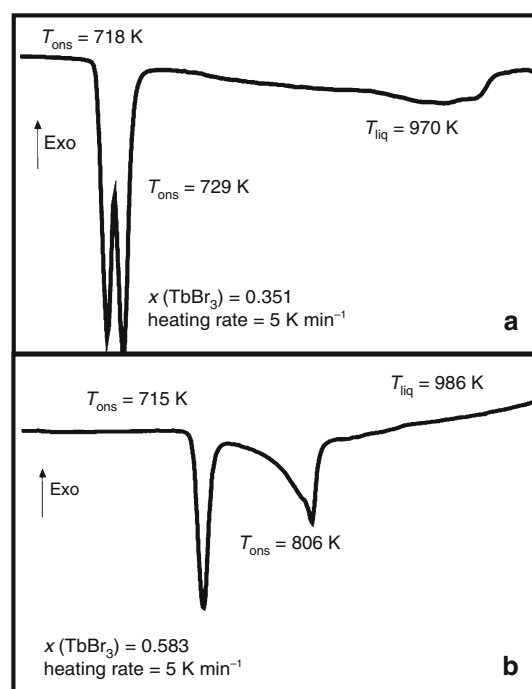 T_ons = 718 K
Exo
T_liq = 970 K
T_ons = 729 K
x (TbBr₃) = 0.351
heating rate = 5 K min⁻¹
a
T_liq = 986 K
T_ons = 715 K
Exo
T_ons = 806 K
x (TbBr₃) = 0.583
heating rate = 5 K min⁻¹
b